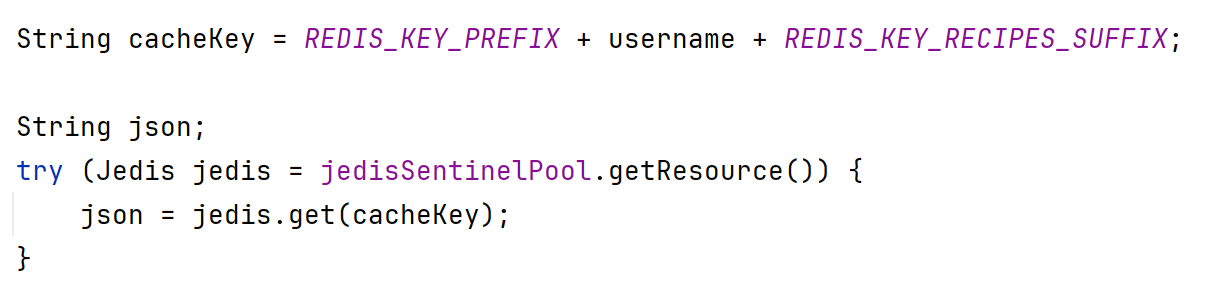 String cacheKey = REDIS_KEY_PREFIX + username + REDIS_KEY_RECIPES_SUFFIX;

String json;
try (Jedis jedis = jedisSentinelPool.getResource()) {
    json = jedis.get(cacheKey);
}